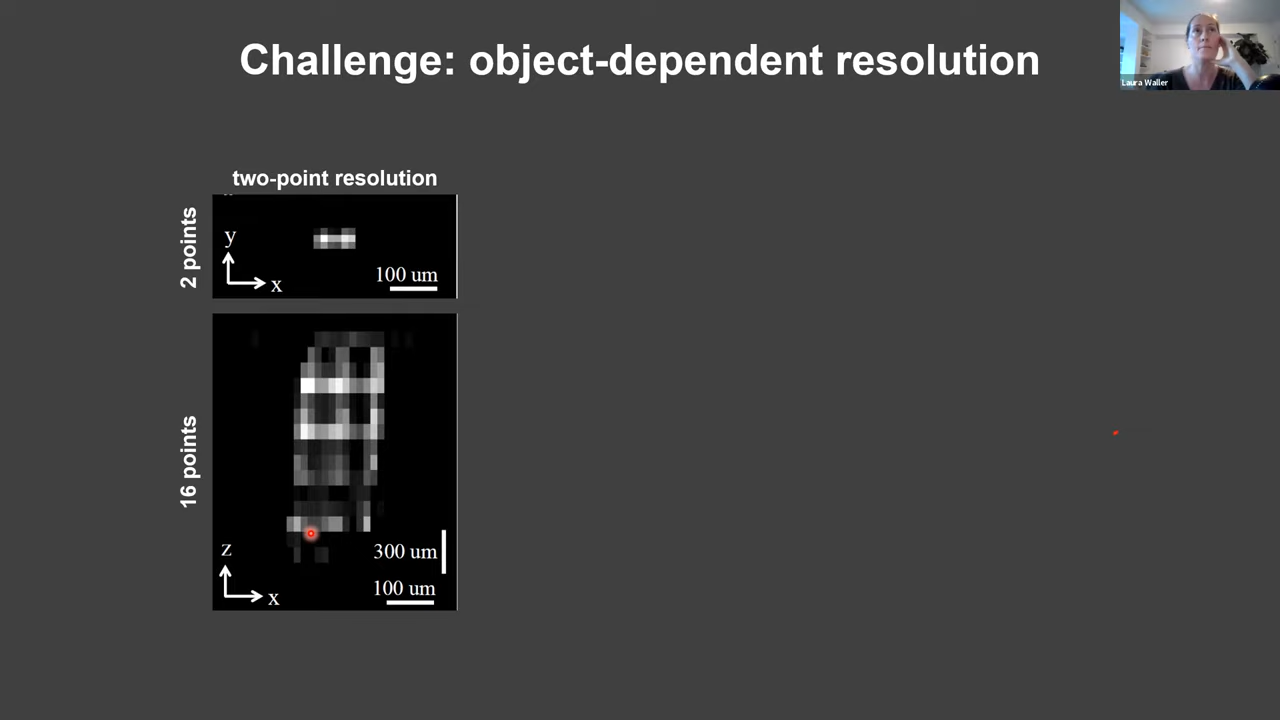 Challenge: object-dependent resolution
Laura Waller
two-point resolution
2 points
y
x
100 um
16 points
z
x
300 um
100 um